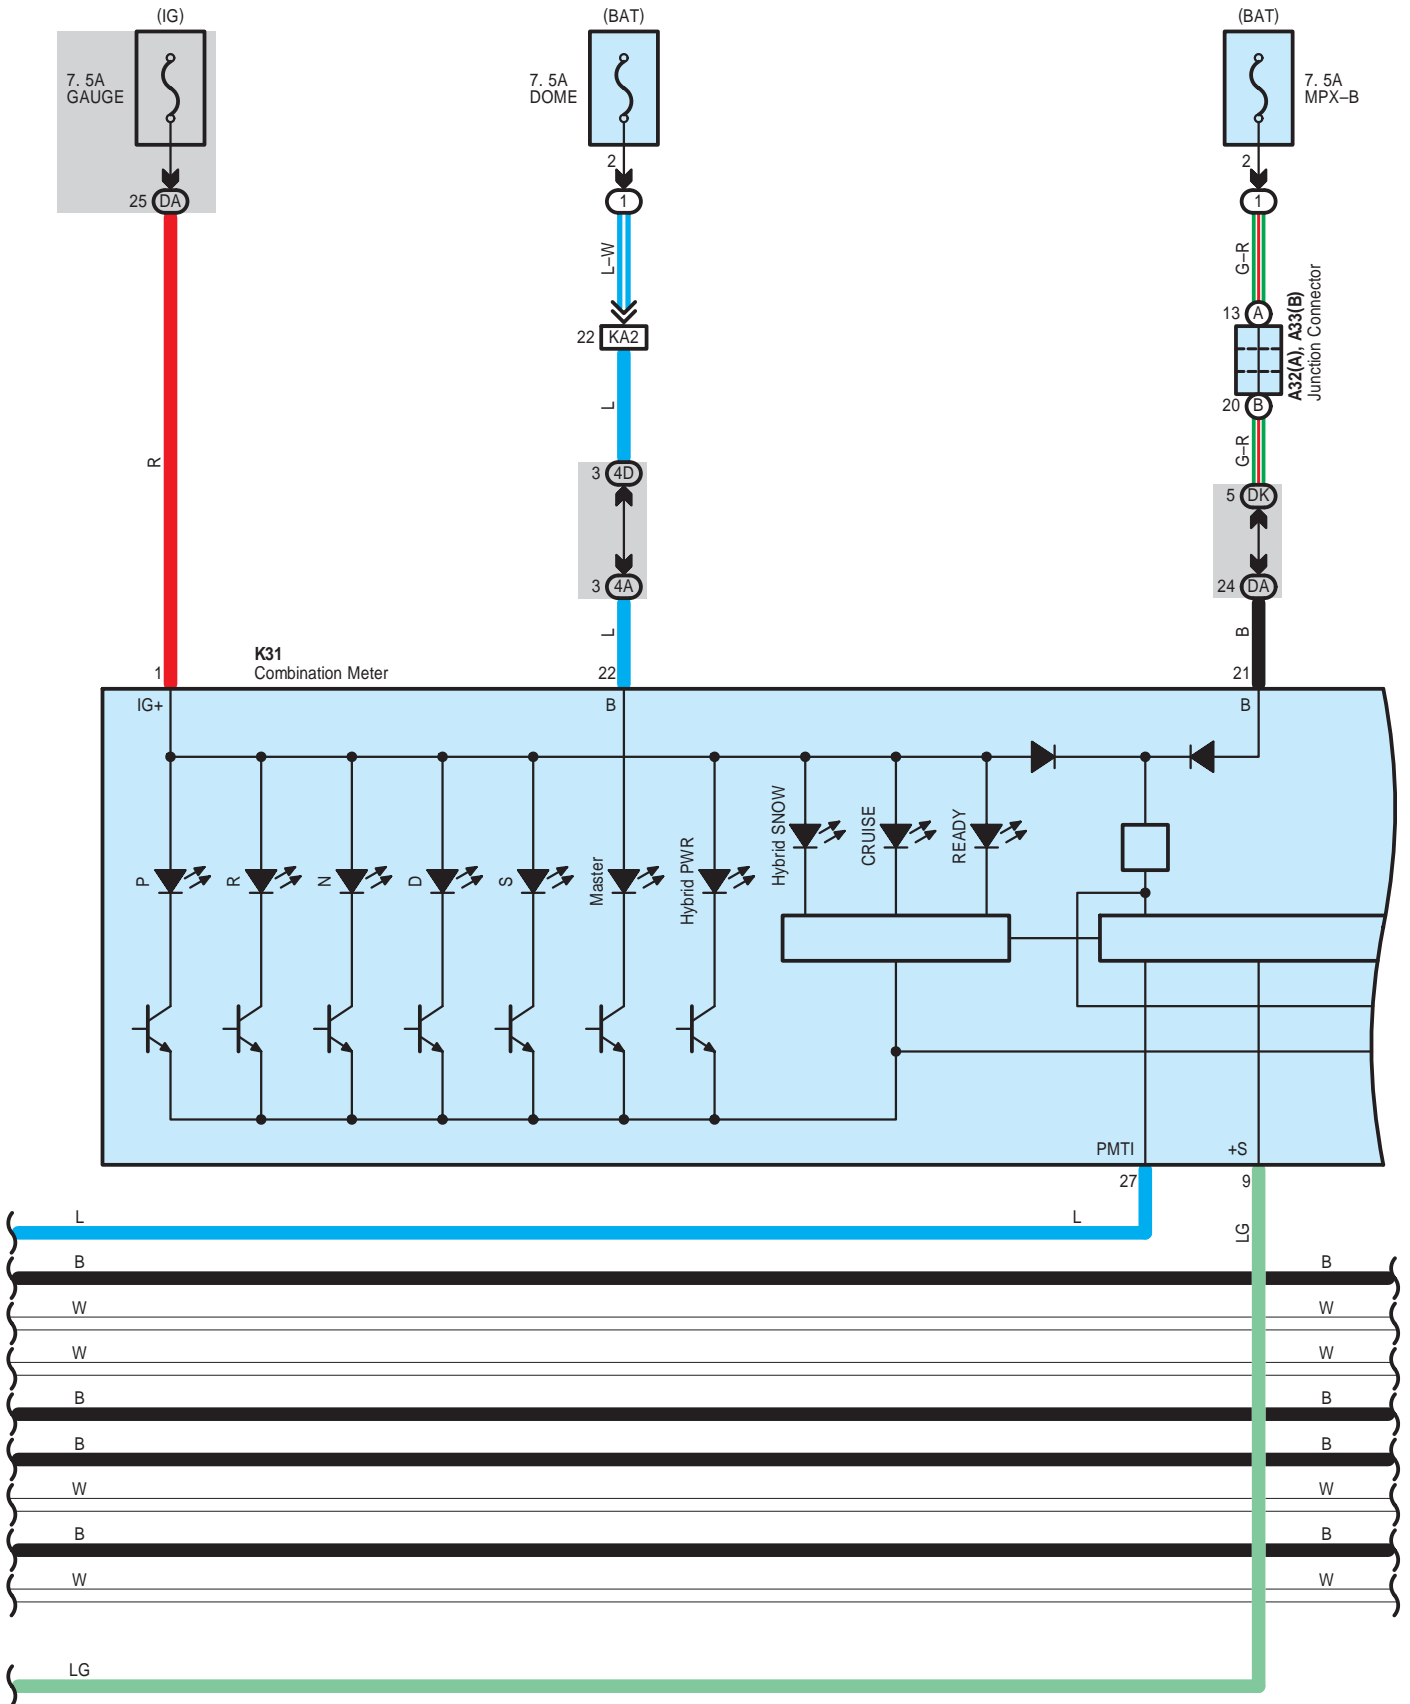 (IG)
(BAT)
(BAT)
7. 5A
GAUGE
7. 5A
DOME
7. 5A
MPX–B
2
2
25 DA
1
1
L–W
G–R
13 A
22 KA2
A32(A), A33(B)
Junction Connector
L
20 B
R
G–R
3 4D
5 DK
3 4A
24 DA
L
B
K31
Combination Meter
1
22
21
IG+
B
B
P
R
N
D
S
Master
Hybrid PWR
Hybrid SNOW
CRUISE
READY
PMTI
+S
27
9
L
L
LG
B
B
W
W
W
W
B
B
B
B
W
W
B
B
W
W
LG